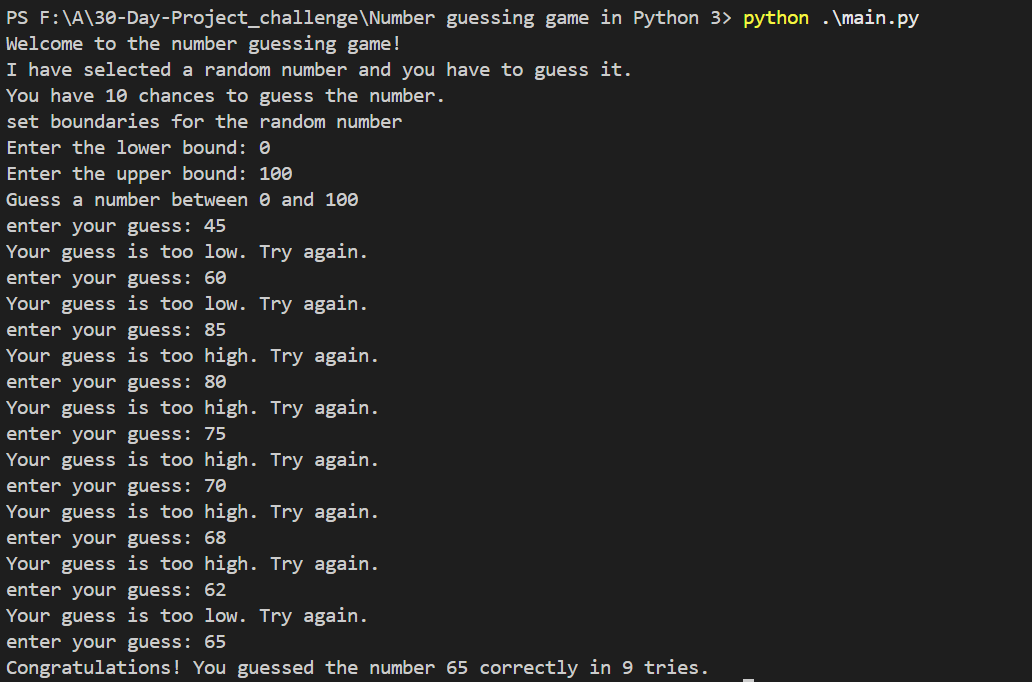 PS F:\A\30-Day-Project_challenge\Number guessing game in Python 3> python .\main.py
Welcome to the number guessing game!
I have selected a random number and you have to guess it.
You have 10 chances to guess the number.
set boundaries for the random number
Enter the lower bound: 0
Enter the upper bound: 100
Guess a number between 0 and 100
enter your guess: 45
Your guess is too low. Try again.
enter your guess: 60
Your guess is too low. Try again.
enter your guess: 85
Your guess is too high. Try again.
enter your guess: 80
Your guess is too high. Try again.
enter your guess: 75
Your guess is too high. Try again.
enter your guess: 70
Your guess is too high. Try again.
enter your guess: 68
Your guess is too high. Try again.
enter your guess: 62
Your guess is too low. Try again.
enter your guess: 65
Congratulations! You guessed the number 65 correctly in 9 tries.